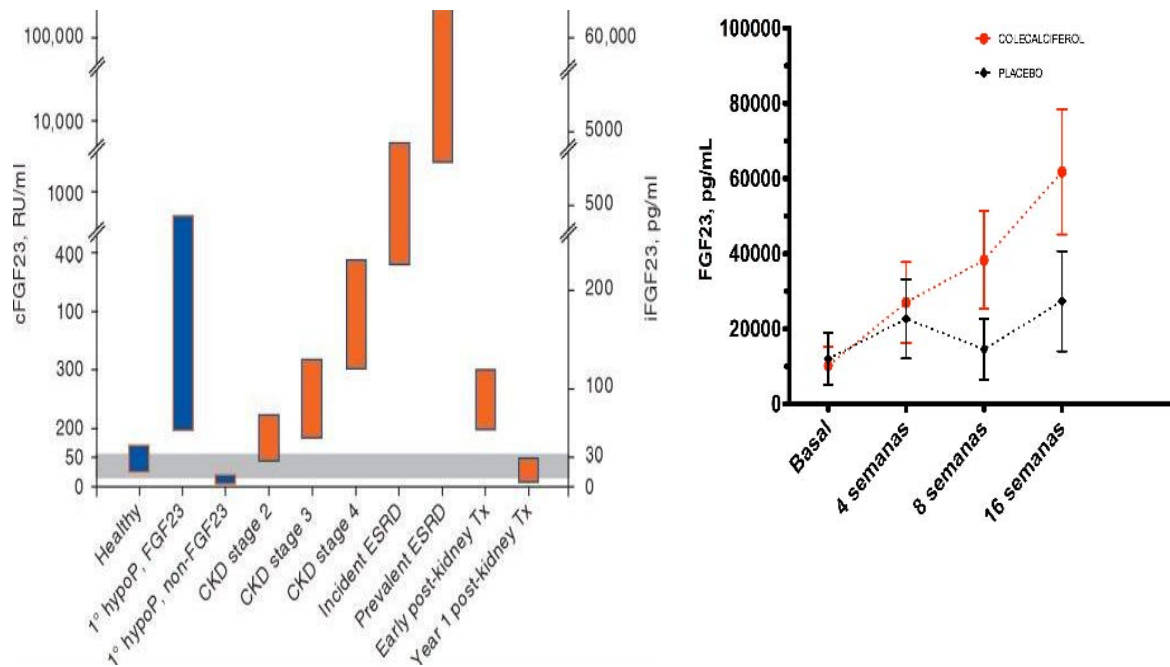 cFGF23, RU/ml
100,000
10,000
1000
400
100
300
200
50
0
60,000
5000
500
200
100
30
0
iFGF23, pg/ml
Healthy
1° hypoP, FGF23
1° hypoP, non-FGF23
CKD stage 2
CKD stage 3
CKD stage 4
Incident ESRD
Prevalent ESRD
Early post-kidney Tx
Year 1 post-kidney Tx
FGF23, pg/mL
100000
80000
60000
40000
20000
0
COLECALCIFEROL
PLACEBO
Basal
4 semanas
8 semanas
16 semanas